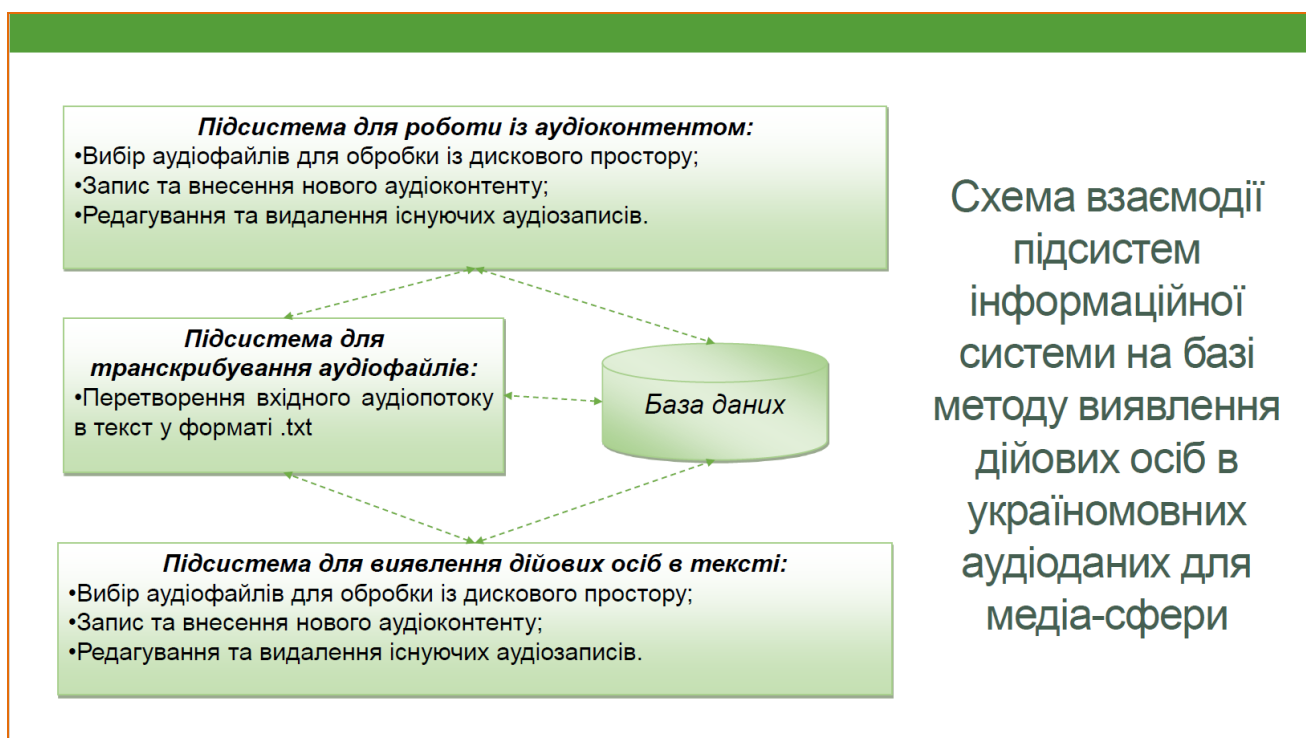 Підсистема для роботи із аудіоконтентом:
•Вибір аудіофайлів для обробки із дискового простору;
•Запис та внесення нового аудіоконтенту;
•Редагування та видалення існуючих аудіозаписів.
Підсистема для
транскрибування аудіофайлів:
•Перетворення вхідного аудіопотоку
в текст у форматі .txt
База даних
Підсистема для виявлення дійових осіб в тексті:
•Вибір аудіофайлів для обробки із дискового простору;
•Запис та внесення нового аудіоконтенту;
•Редагування та видалення існуючих аудіозаписів.
Схема взаємодії
підсистем
інформаційної
системи на базі
методу виявлення
дійових осіб в
україномовних
аудіоданих для
медіа-сфери